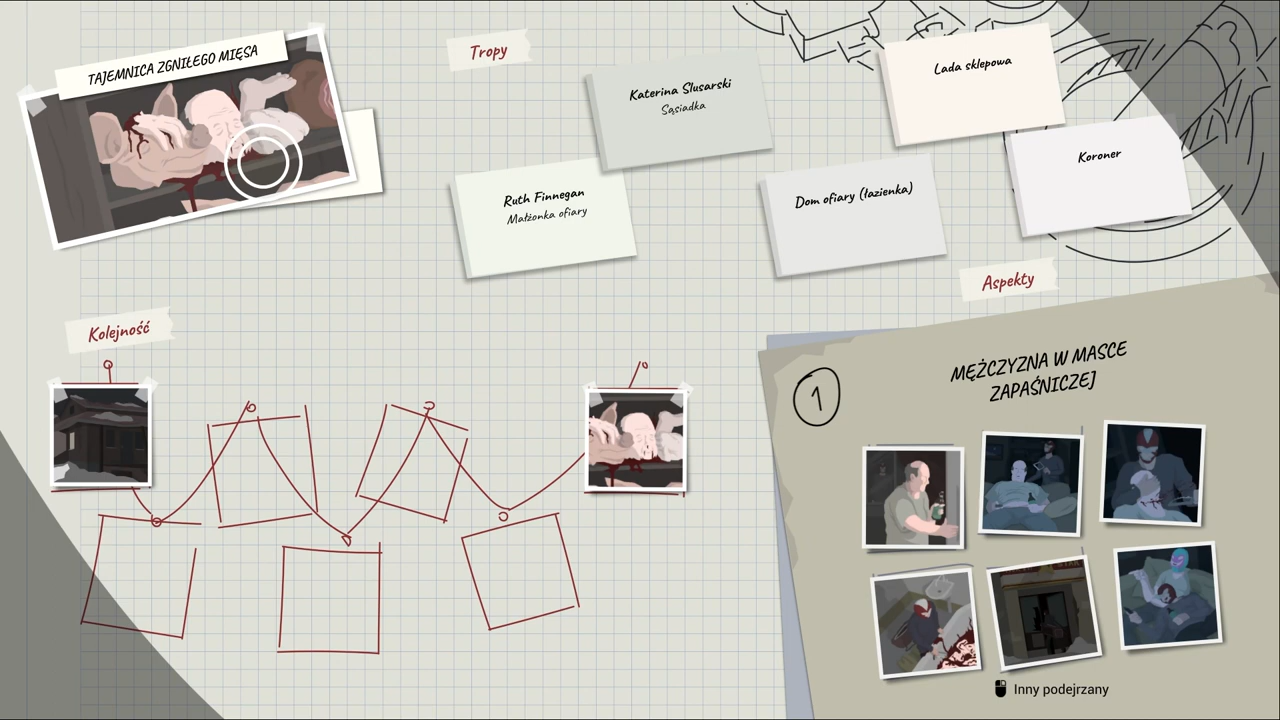 TAJEMNICA ZGNIŁEGO MIĘSA
Tropy
Katerina Slusarski
Sąsiadka
Lada sklepowa
Koroner
Ruth Finnegan
Małżonka ofiary
Dom ofiary (łazienka)
Aspekty
Kolejność
1
MĘŻCZYZNA W MASCE
ZAPAŚNICZEJ
Inny podejrzany